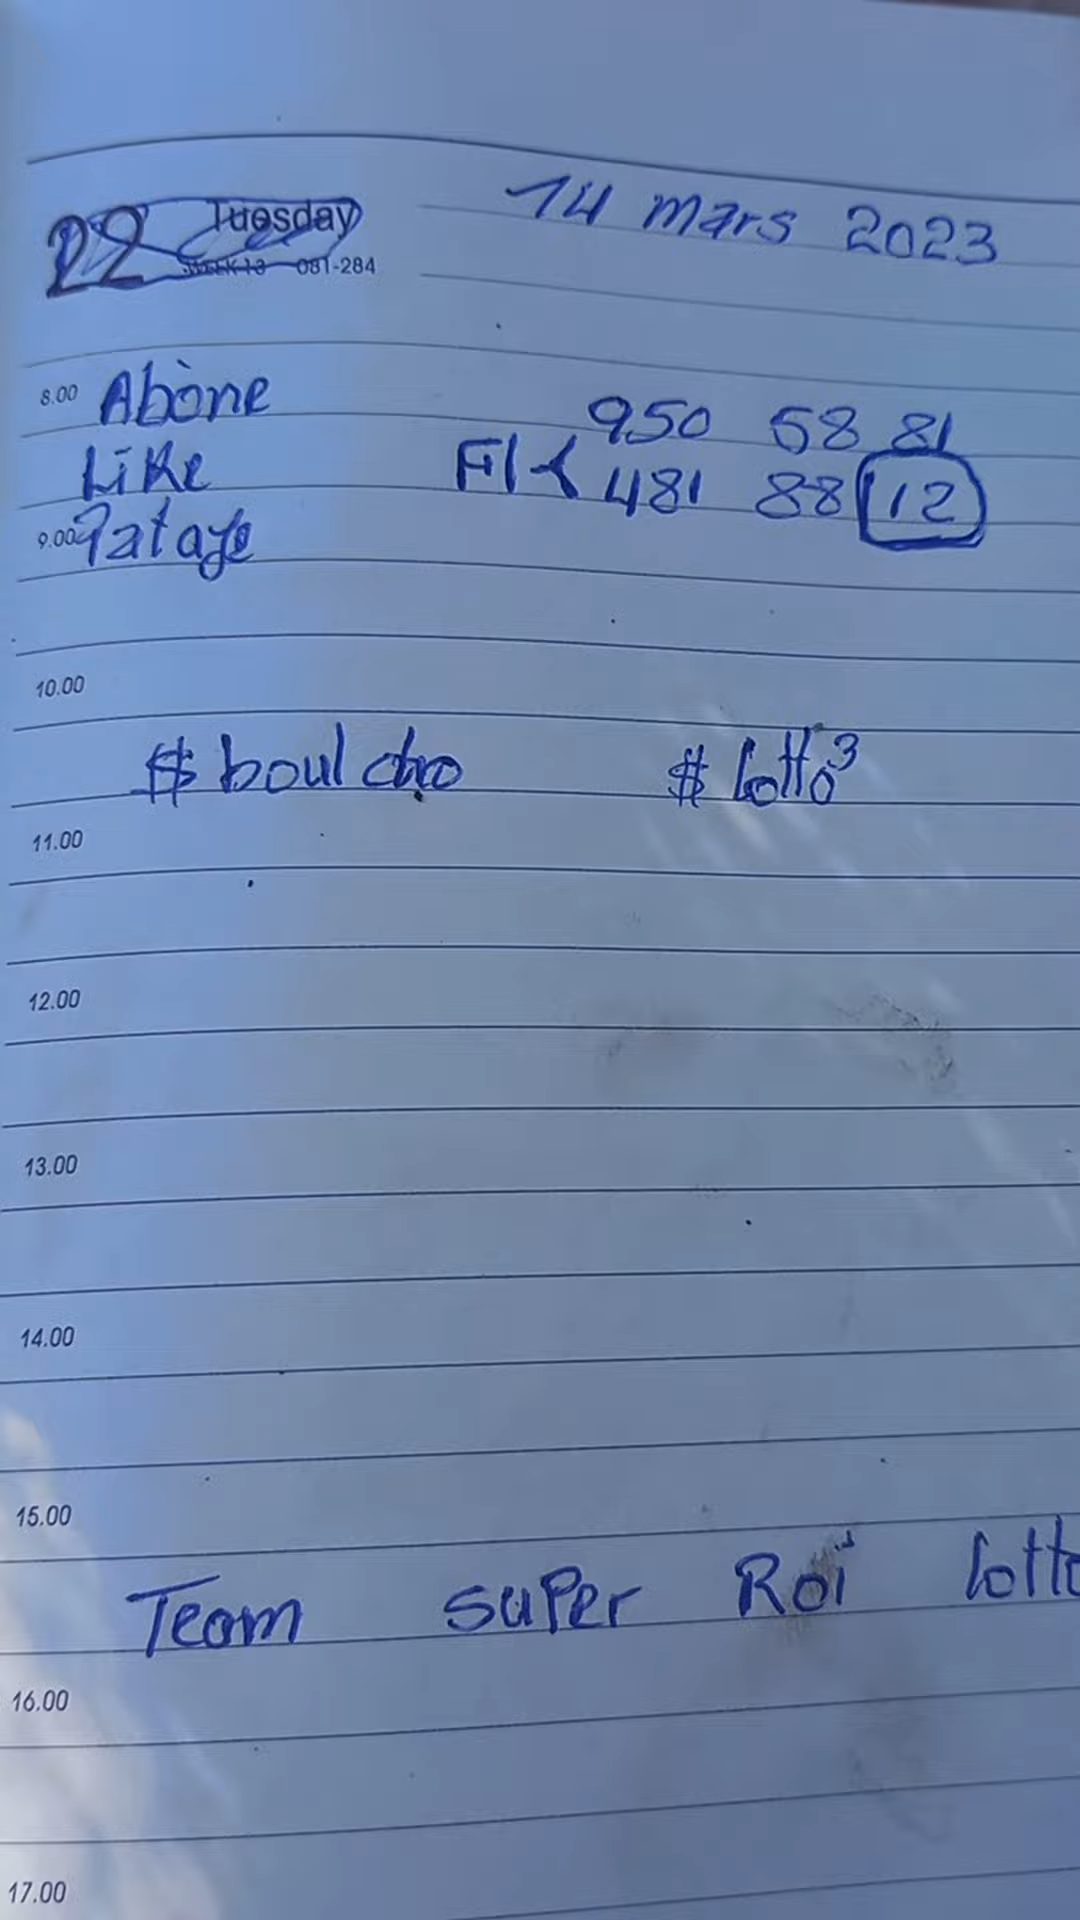 22 Tuesday
WEEK 13 081-284
14 mars 2023
8.00 Abòne
950 58 81
Like
Fl 481 88 12
9.00 Pataje
10.00
$ boul cho $ lotto3
11.00
12.00
13.00
14.00
15.00
Team super Roi lotto
16.00
17.00